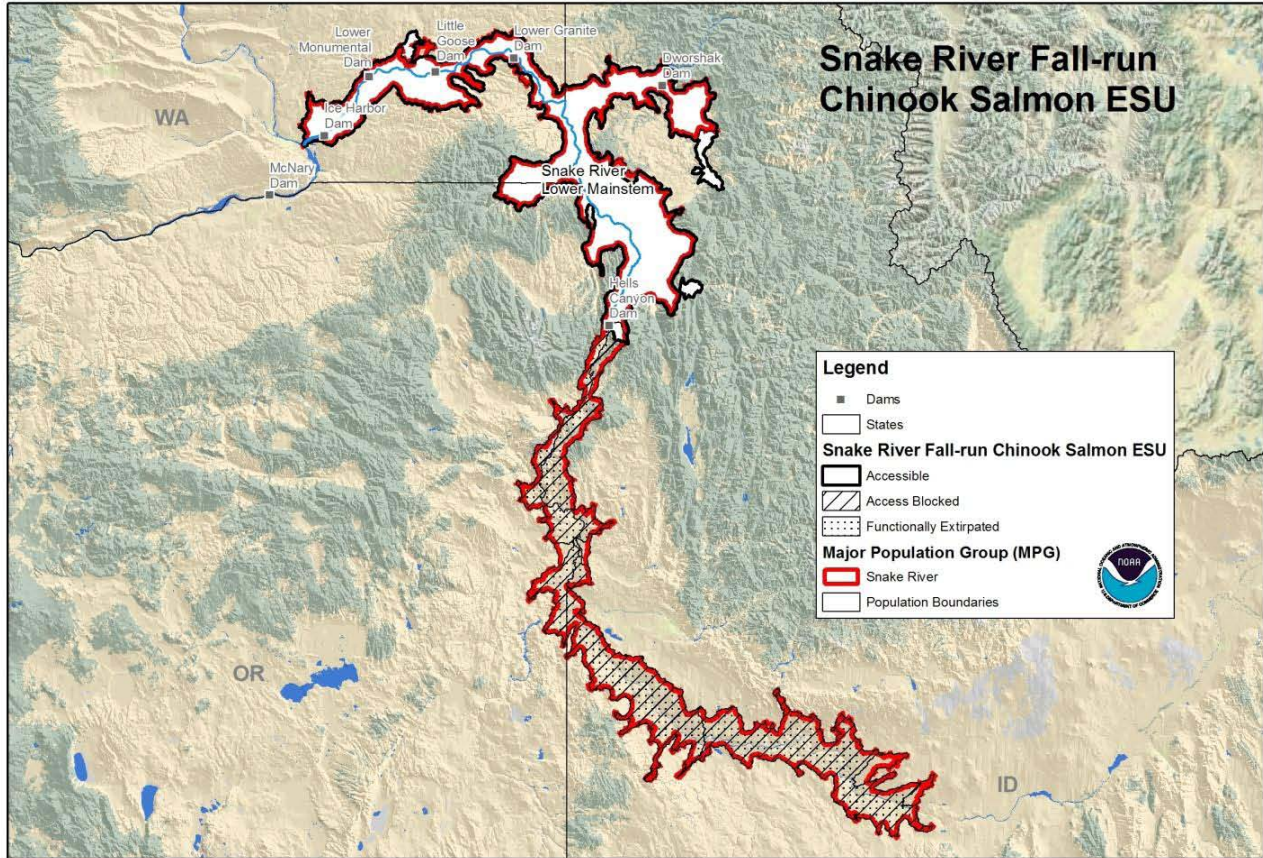 Snake River Fall-run
Chinook Salmon ESU
Lower
Monumental
Dam
Little
Goose
Dam
Lower Granite
Dam
Dworshak
Dam
Ice Harbor
Dam
WA
McNary
Dam
Snake River
Lower Mainstem
Hells
Canyon
Dam
OR
ID
Legend
Dams
States
Snake River Fall-run Chinook Salmon ESU
Accessible
Access Blocked
Functionally Extirpated
Major Population Group (MPG)
Snake River
Population Boundaries
NOAA